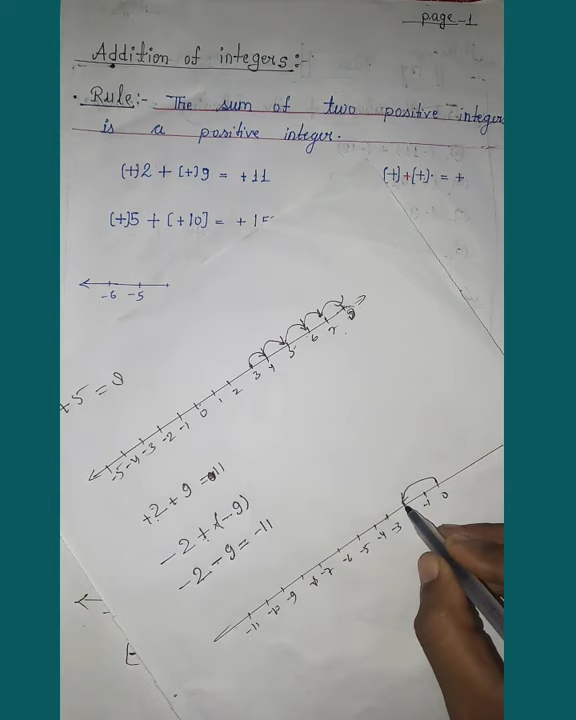 page-1
Addition of integers:-
• Rule:- The sum of two positive integer
is a positive integer.
(+)2 + (+)9 = +11
(+)+(+) = +
(+)5 + (+10) = + 15
-6 -5
+5 = 8
-5 -4 -3 -2 -1 0 1 2 3 4 5 6 7 8
+2 + 9 = 11
-2 + (-9)
-2 - 9 = -11
-11 -10 -9 -8 -7 -6 -5 -4 -3 -1 0